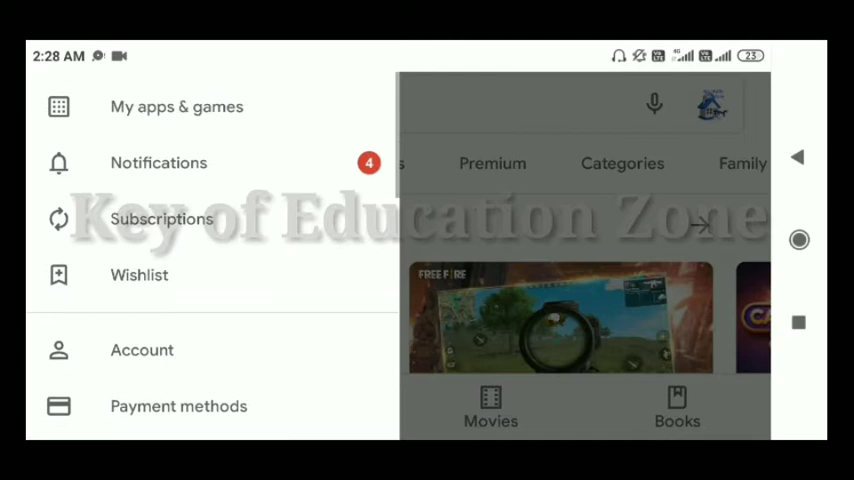 2:28 AM
23
My apps & games
Notifications
4
s
Premium
Categories
Family
Subscriptions
Key of Education Zone
Wishlist
FREE FIRE
Account
Payment methods
Movies
Books